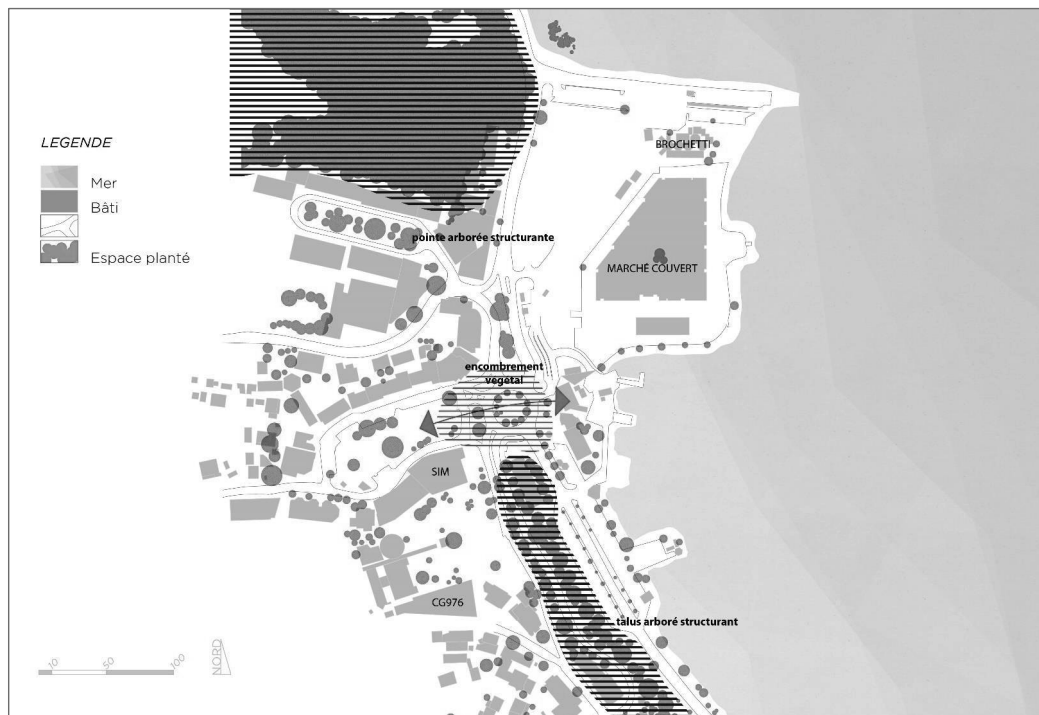 LEGENDE
Mer
Bâti
Espace planté
BROCHETTI
pointe arborée structurante
MARCHÉ COUVERT
encombrement
végétal
SIM
CG976
talus arboré structurant
10
50
100
NORD